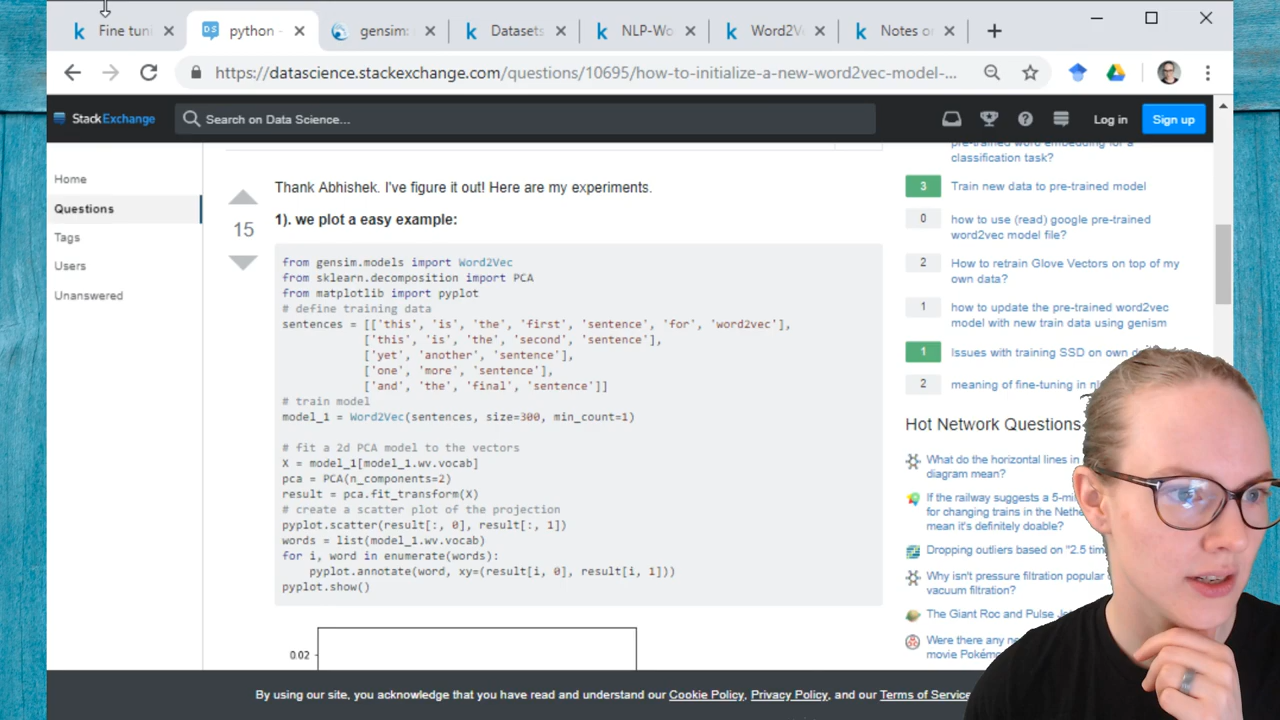 Fine tun
python -
gensim:
Datasets
NLP-Wo
Word2V
Notes on
https://datascience.stackexchange.com/questions/10695/how-to-initialize-a-new-word2vec-model-...
StackExchange
Search on Data Science...
Log in
Sign up
Home
Questions
Tags
Users
Unanswered
15
Thank Abhishek. I've figure it out! Here are my experiments.
1). we plot a easy example:
from gensim.models import Word2Vec
from sklearn.decomposition import PCA
from matplotlib import pyplot
# define training data
sentences = [['this', 'is', 'the', 'first', 'sentence', 'for', 'word2vec'],
['this', 'is', 'the', 'second', 'sentence'],
['yet', 'another', 'sentence'],
['one', 'more', 'sentence'],
['and', 'the', 'final', 'sentence']]
# train model
model_1 = Word2Vec(sentences, size=300, min_count=1)
# fit a 2d PCA model to the vectors
X = model_1[model_1.wv.vocab]
pca = PCA(n_components=2)
result = pca.fit_transform(X)
# create a scatter plot of the projection
pyplot.scatter(result[:, 0], result[:, 1])
words = list(model_1.wv.vocab)
for i, word in enumerate(words):
pyplot.annotate(word, xy=(result[i, 0], result[i, 1]))
pyplot.show()
0.02
pre-trained word embedding for a
classification task?
3 Train new data to pre-trained model
0 how to use (read) google pre-trained
word2vec model file?
2 How to retrain Glove Vectors on top of my
own data?
1 how to update the pre-trained word2vec
model with new train data using genism
1 Issues with training SSD on own
2 meaning of fine-tuning in
Hot Network Questions
What do the horizontal lines in
diagram mean?
If the railway suggests a 5-mi
for changing trains in the Nethe
mean it's definitely doable?
Dropping outliers based on "2.5 tim
Why isn't pressure filtration popular
vacuum filtration?
The Giant Roc and Pulse
Were there any ne
movie Pokém
By using our site, you acknowledge that you have read and understand our Cookie Policy, Privacy Policy, and our Terms of Service